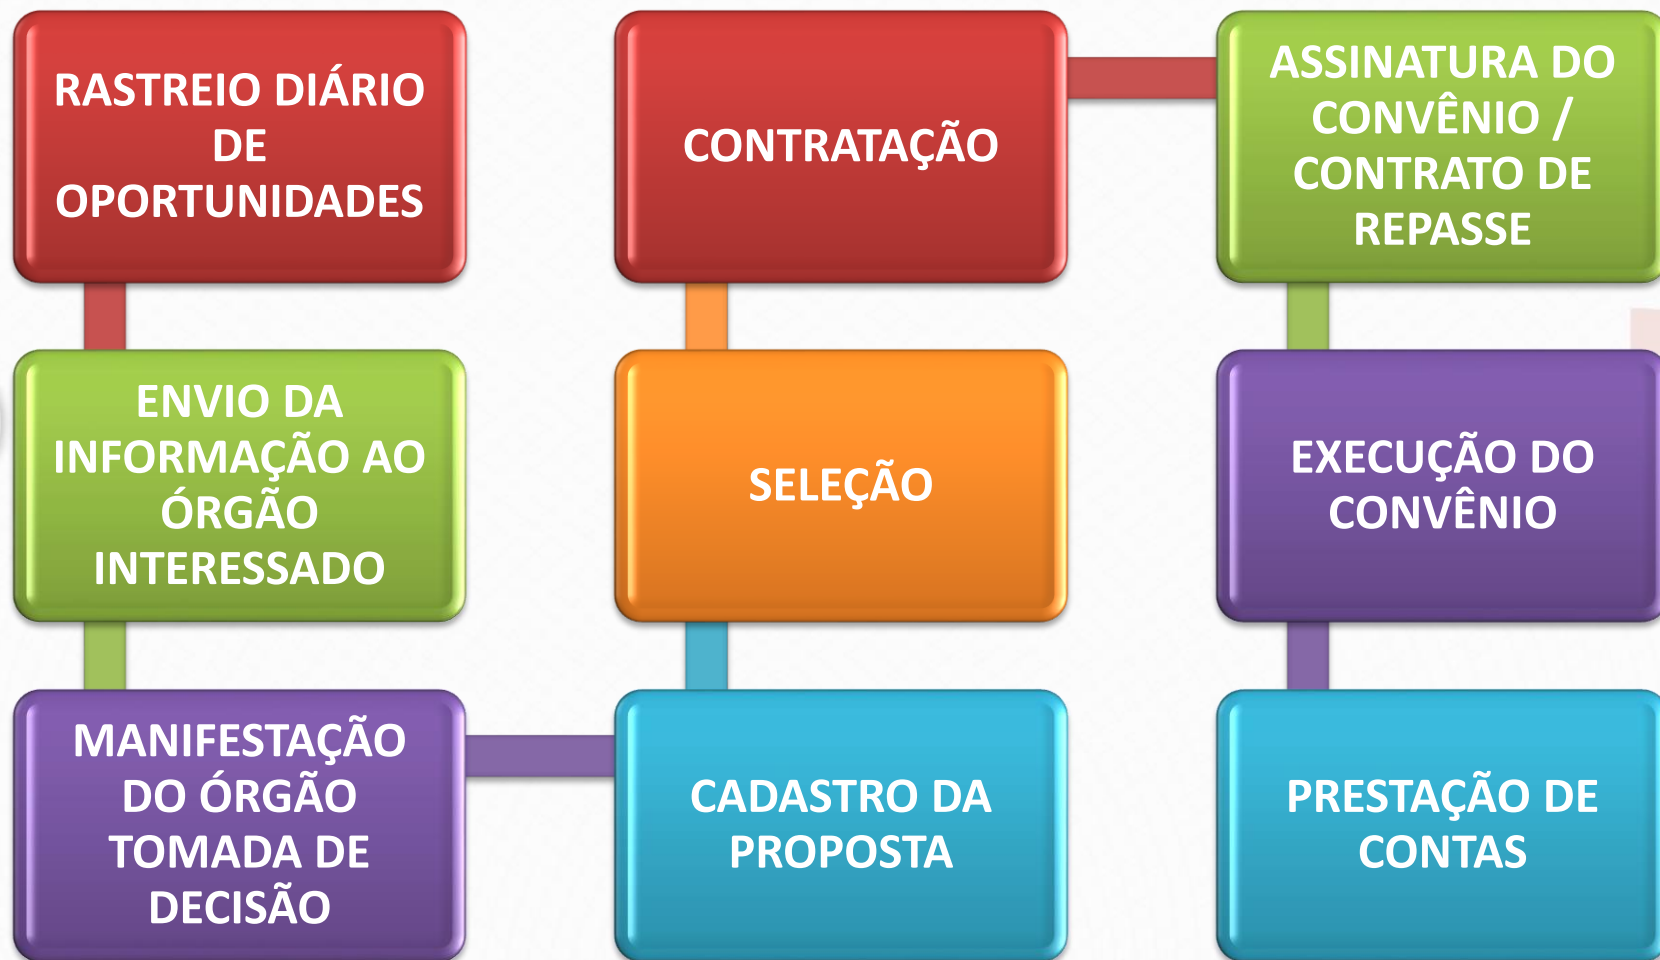 RASTREIO DIÁRIO
DE
OPORTUNIDADES
ENVIO DA
INFORMAÇÃO AO
ÓRGÃO
INTERESSADO
MANIFESTAÇÃO
DO ÓRGÃO
TOMADA DE
DECISÃO
CADASTRO DA
PROPOSTA
SELEÇÃO
CONTRATAÇÃO
ASSINATURA DO
CONVÊNIO /
CONTRATO DE
REPASSE
EXECUÇÃO DO
CONVÊNIO
PRESTAÇÃO DE
CONTAS